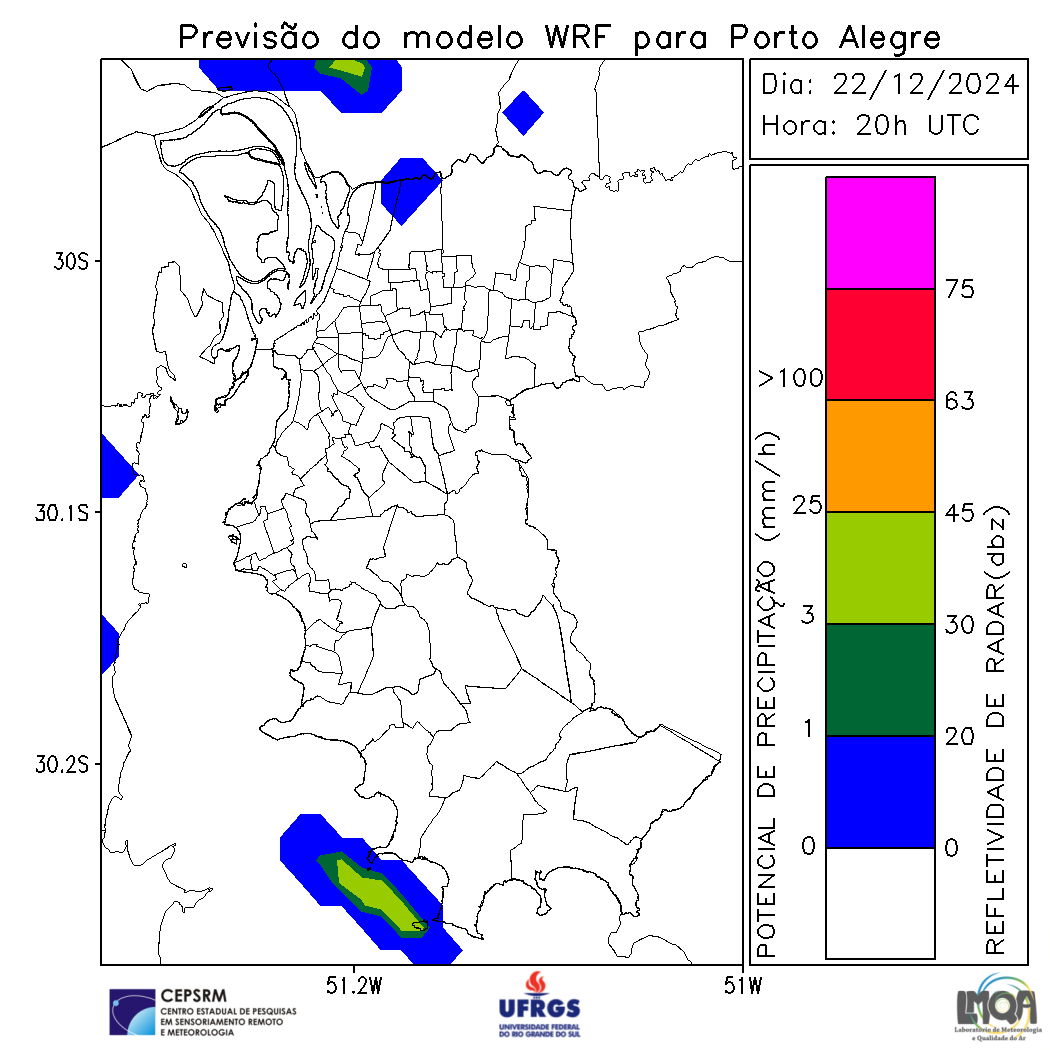 Previsão do modelo WRF para Porto Alegre
Dia: 22/12/2024
Hora: 20h UTC
30S
30.1S
30.2S
51.2W
51W
POTENCIAL DE PRECIPITAÇÃO (mm/h)
>100
25
3
1
0
75
63
45
30
20
0
REFLETIVIDADE DE RADAR(dbz)
CEPSRM
CENTRO ESTADUAL DE PESQUISAS
EM SENSORIAMENTO REMOTO
E METEOROLOGIA
UFRGS
UNIVERSIDADE FEDERAL
DO RIO GRANDE DO SUL
LMQA
Laboratório de Meteorologia
e Qualidade do Ar